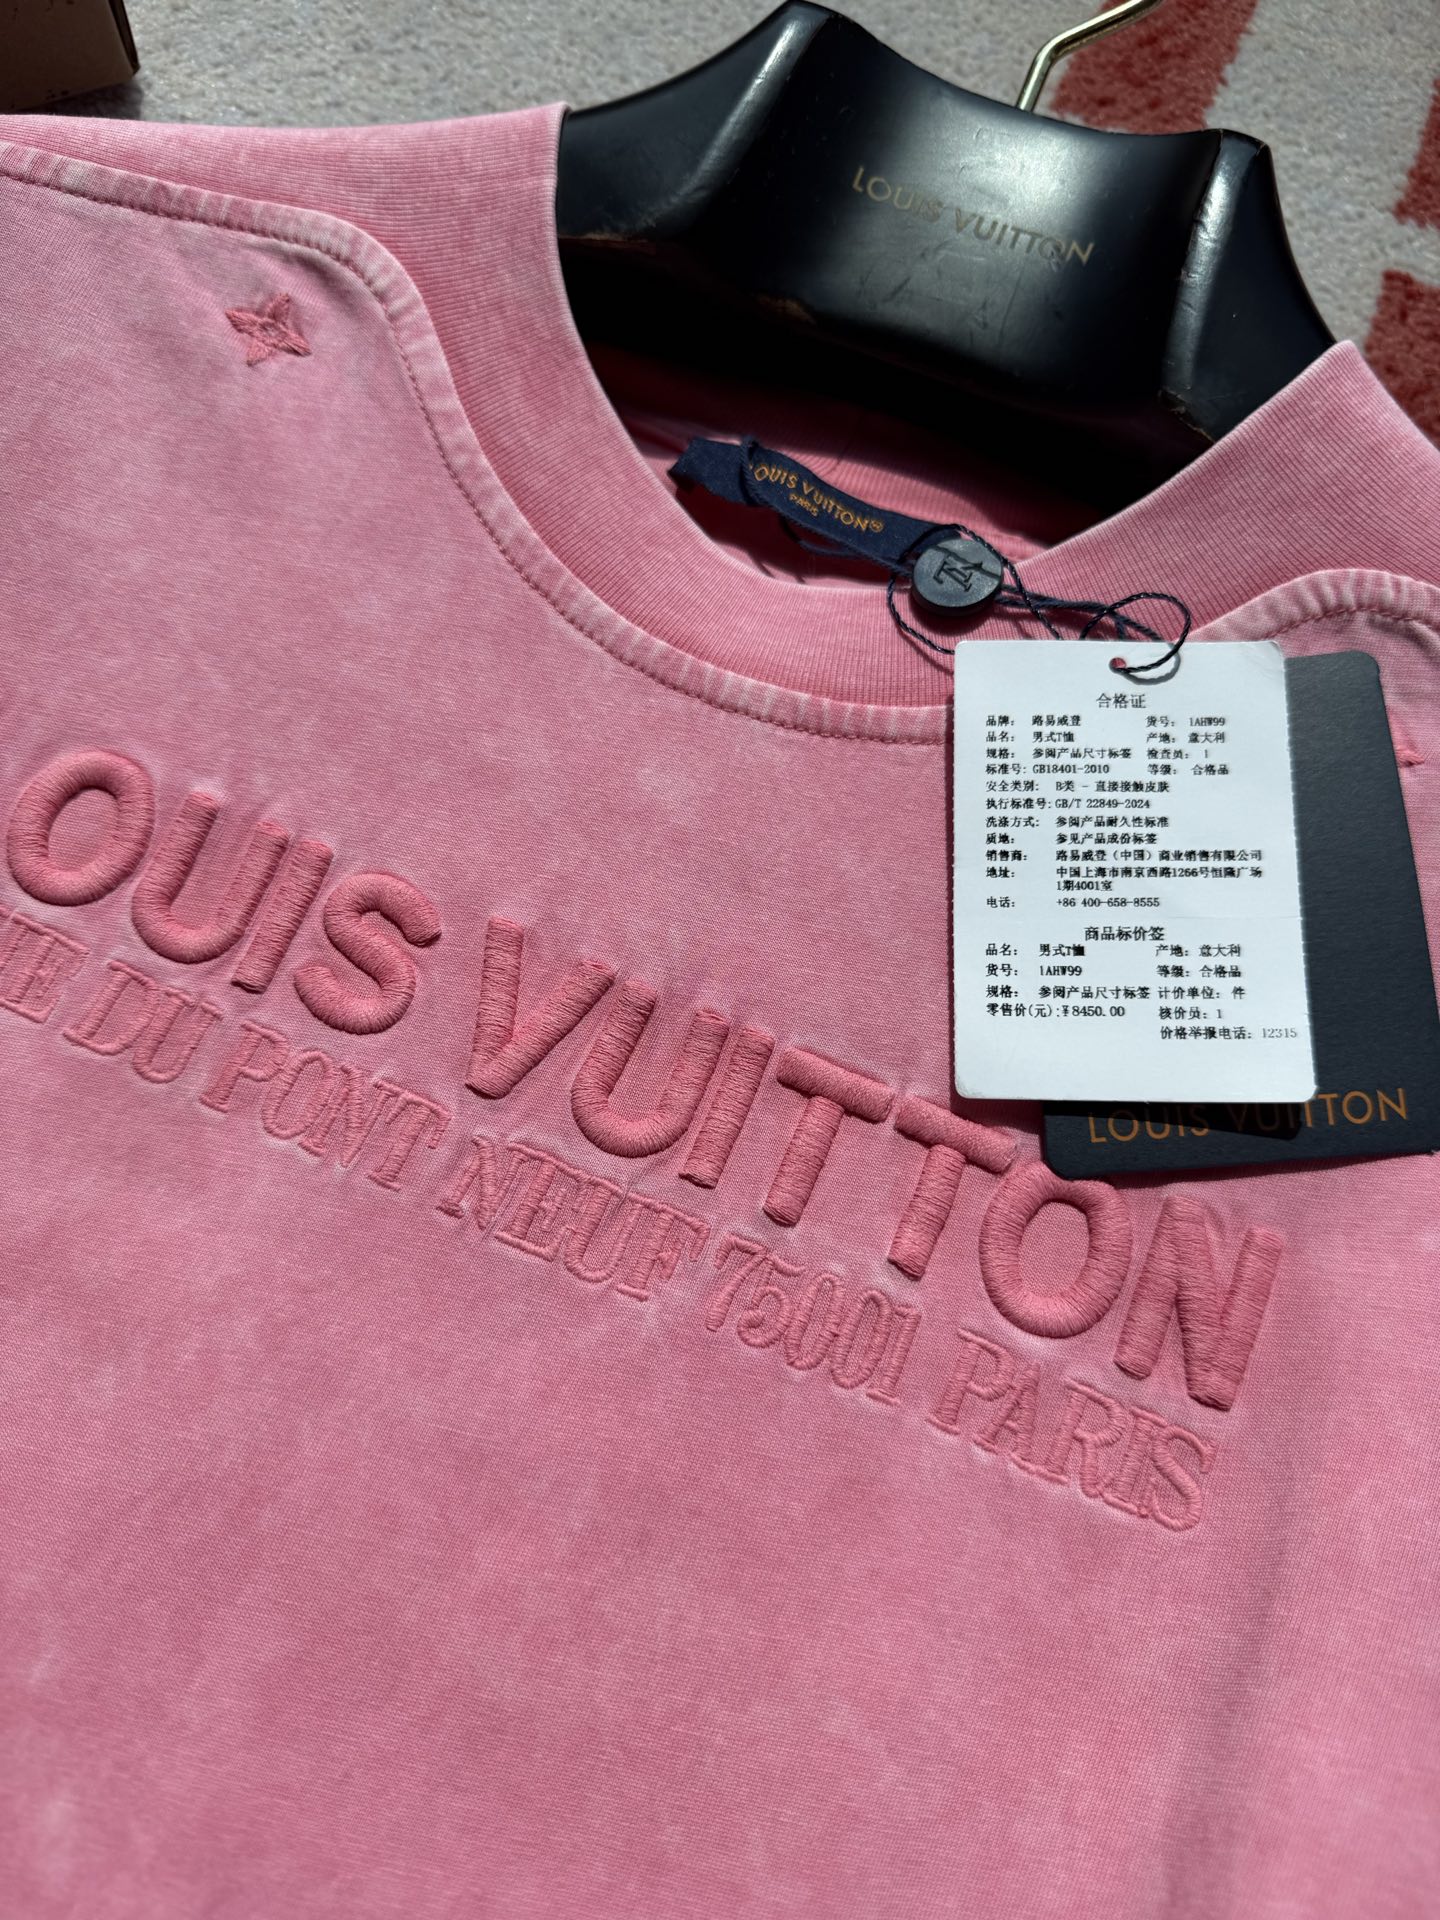 LOUIS VUITTON
LOUIS VUITTON®
PARIS
合格证
品牌: 路易威登 货号: 1AHW99
品名: 男式T恤 产地: 意大利
规格: 参阅产品尺寸标签 检查员: 1
标准号: GB18401-2010 等级: 合格品
安全类别: B类 - 直接接触皮肤
执行标准号: GB/T 22849-2024
洗涤方式: 参阅产品耐久性标准
质地: 参见产品成份标签
销售商: 路易威登（中国）商业销售有限公司
地址: 中国上海市南京西路1266号恒隆广场
1期4001室
电话: +86 400-658-8555
商品标价签
品名: 男式T恤 产地: 意大利
货号: 1AHW99 等级: 合格品
规格: 参阅产品尺寸标签 计价单位: 件
零售价(元):¥8450.00 核价员: 1
价格举报电话: 12315
LOUIS VUITTON
OUIS VUITTON
DU PONT NEUF 75001 PARIS